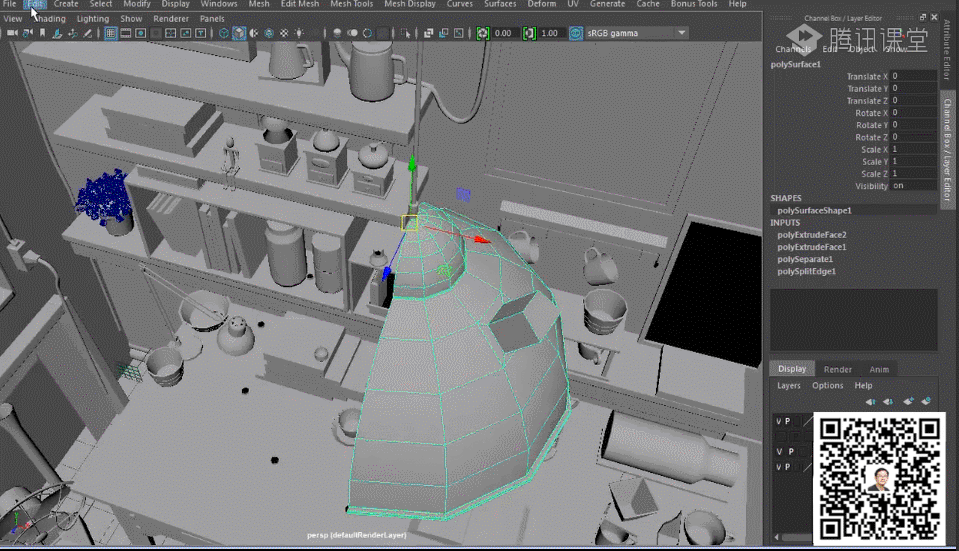 File Edit Create Select Modify Display Windows Mesh Edit Mesh Mesh Tools Mesh Display Curves Surfaces Deform UV Generate Cache Bonus Tools Help
View Shading Lighting Show Renderer Panels
0.00 1.00 sRGB gamma
Channel Box / Layer Editor
腾讯课堂
Channels Edit Object Show
polySurface1
Translate X 0
Translate Y 0
Translate Z 0
Rotate X 0
Rotate Y 0
Rotate Z 0
Scale X 1
Scale Y 1
Scale Z 1
Visibility on
SHAPES
polySurfaceShape1
INPUTS
polyExtrudeFace2
polyExtrudeFace1
polySeparate1
polySplitEdge1
Attribute Editor
Channel Box / Layer Editor
Display Render Anim
Layers Options Help
V P
V P
V P
persp (defaultRenderLayer)